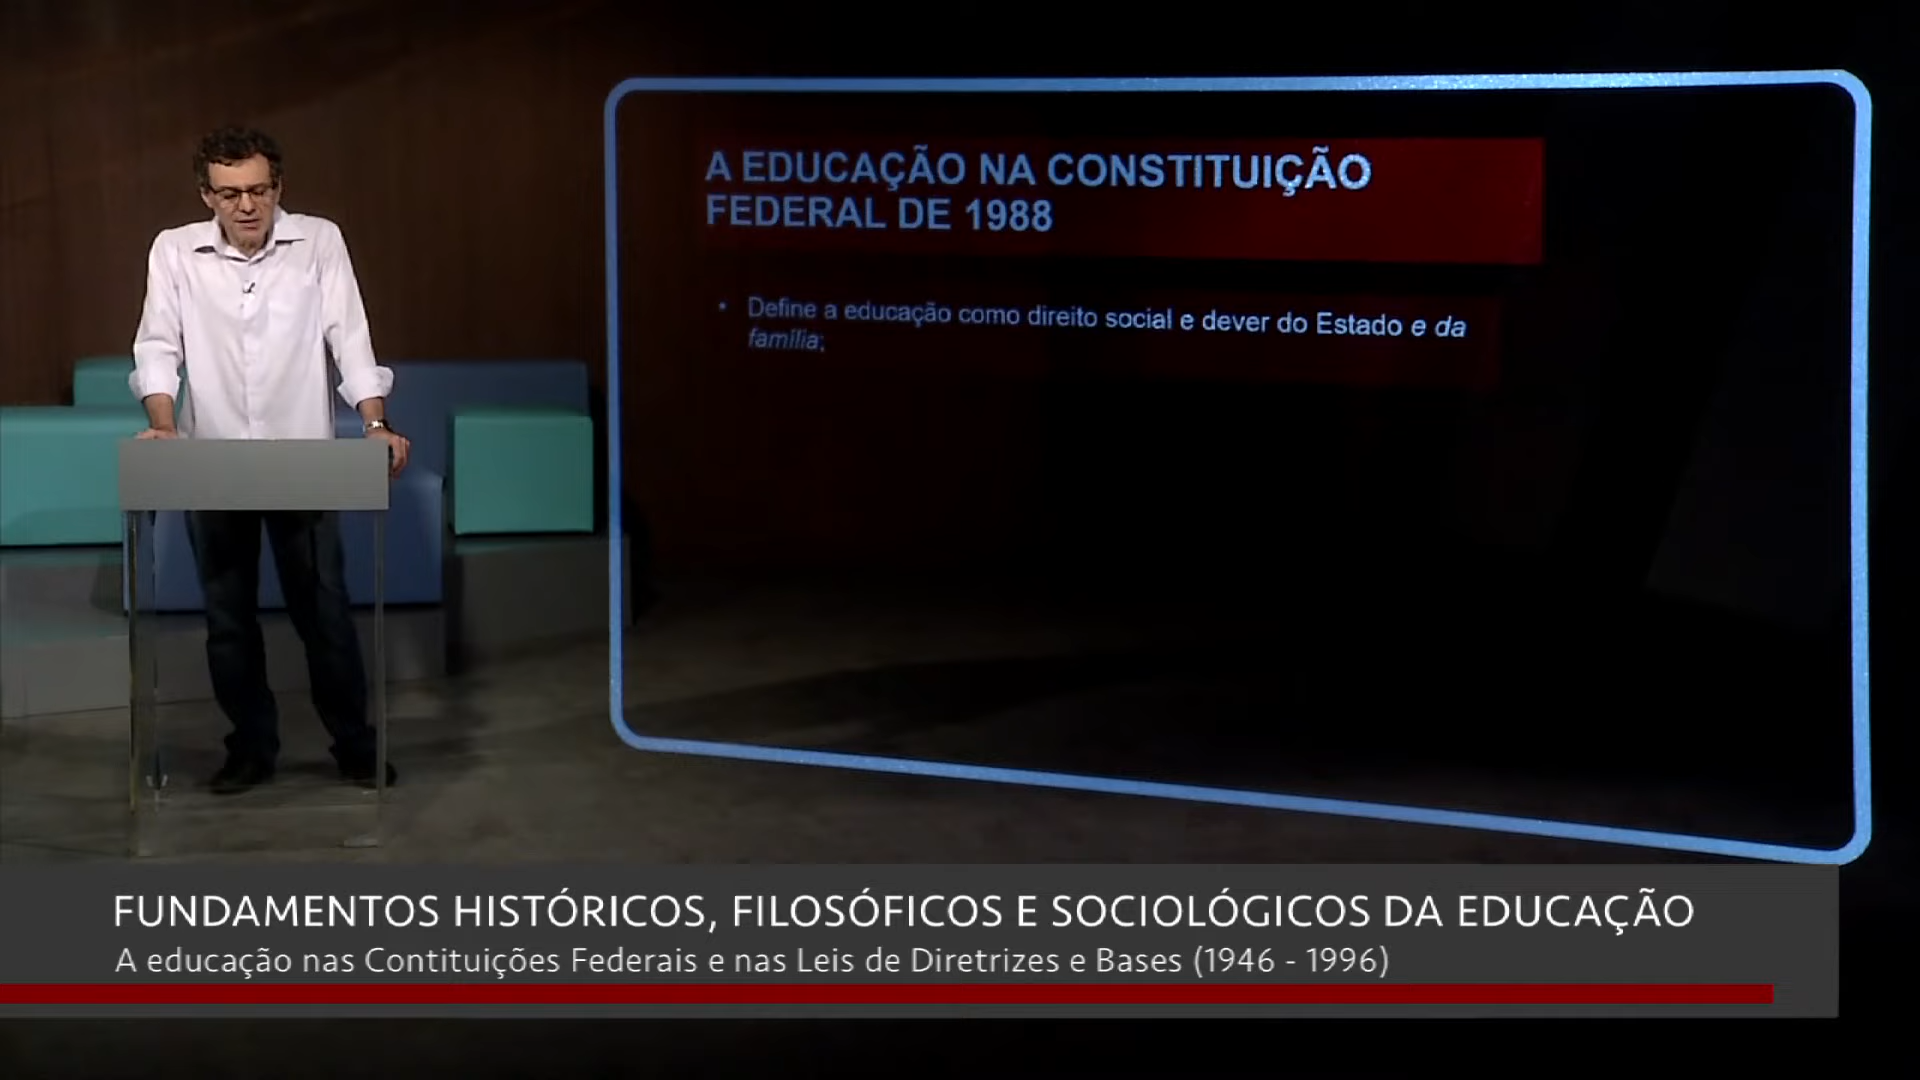 A EDUCAÇÃO NA CONSTITUIÇÃO
FEDERAL DE 1988
• Define a educação como direito social e dever do Estado e da
família;
FUNDAMENTOS HISTÓRICOS, FILOSÓFICOS E SOCIOLÓGICOS DA EDUCAÇÃO
A educação nas Contituições Federais e nas Leis de Diretrizes e Bases (1946 - 1996)